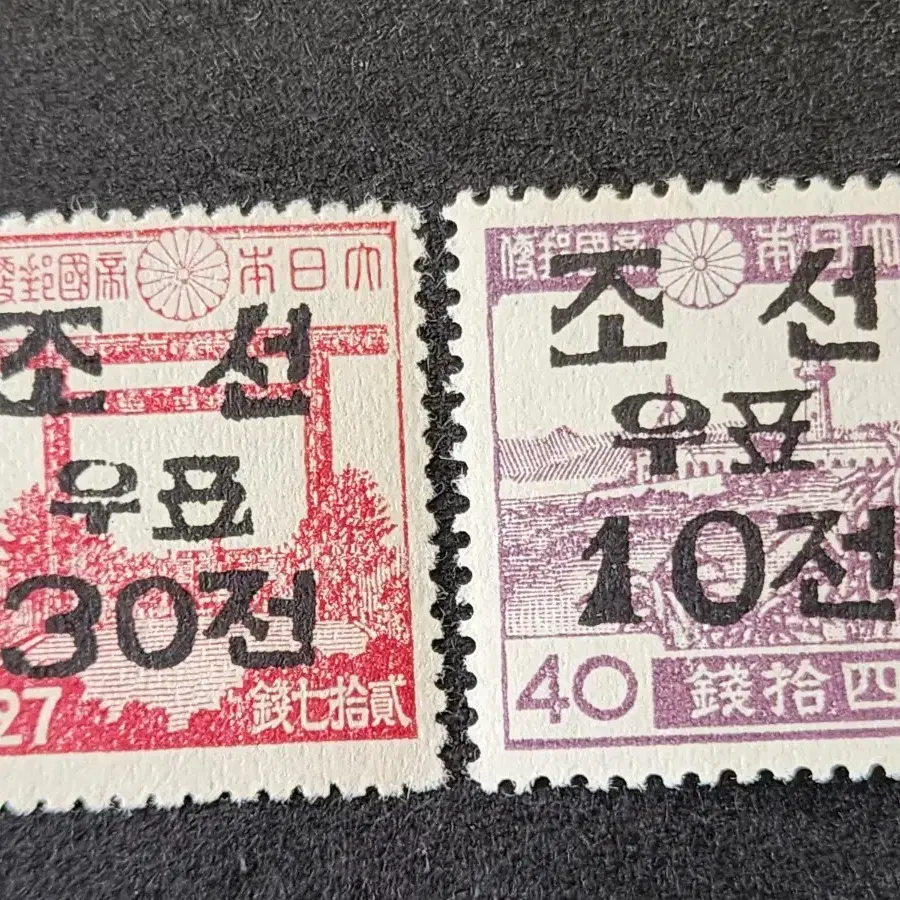 大日本帝國郵便
조선
우표
30전
27 貳拾七錢
大日本帝國郵便
조선
우표
10전
40 四拾錢